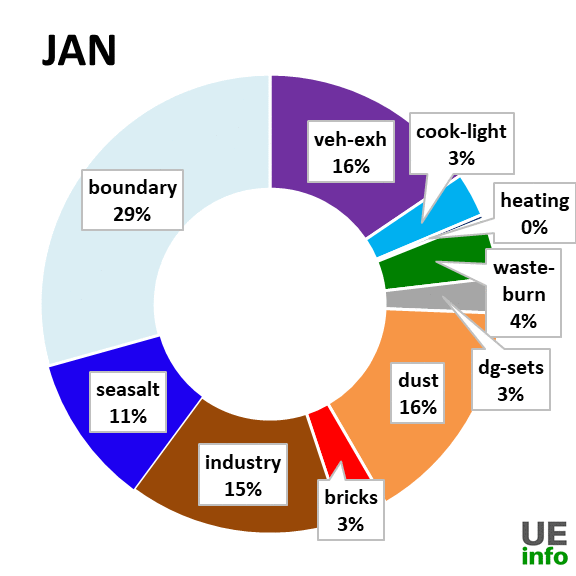 JAN
veh-exh
16%
cook-light
3%
heating
0%
waste-
burn
4%
dg-sets
3%
dust
16%
bricks
3%
industry
15%
seasalt
11%
boundary
29%
UE
info